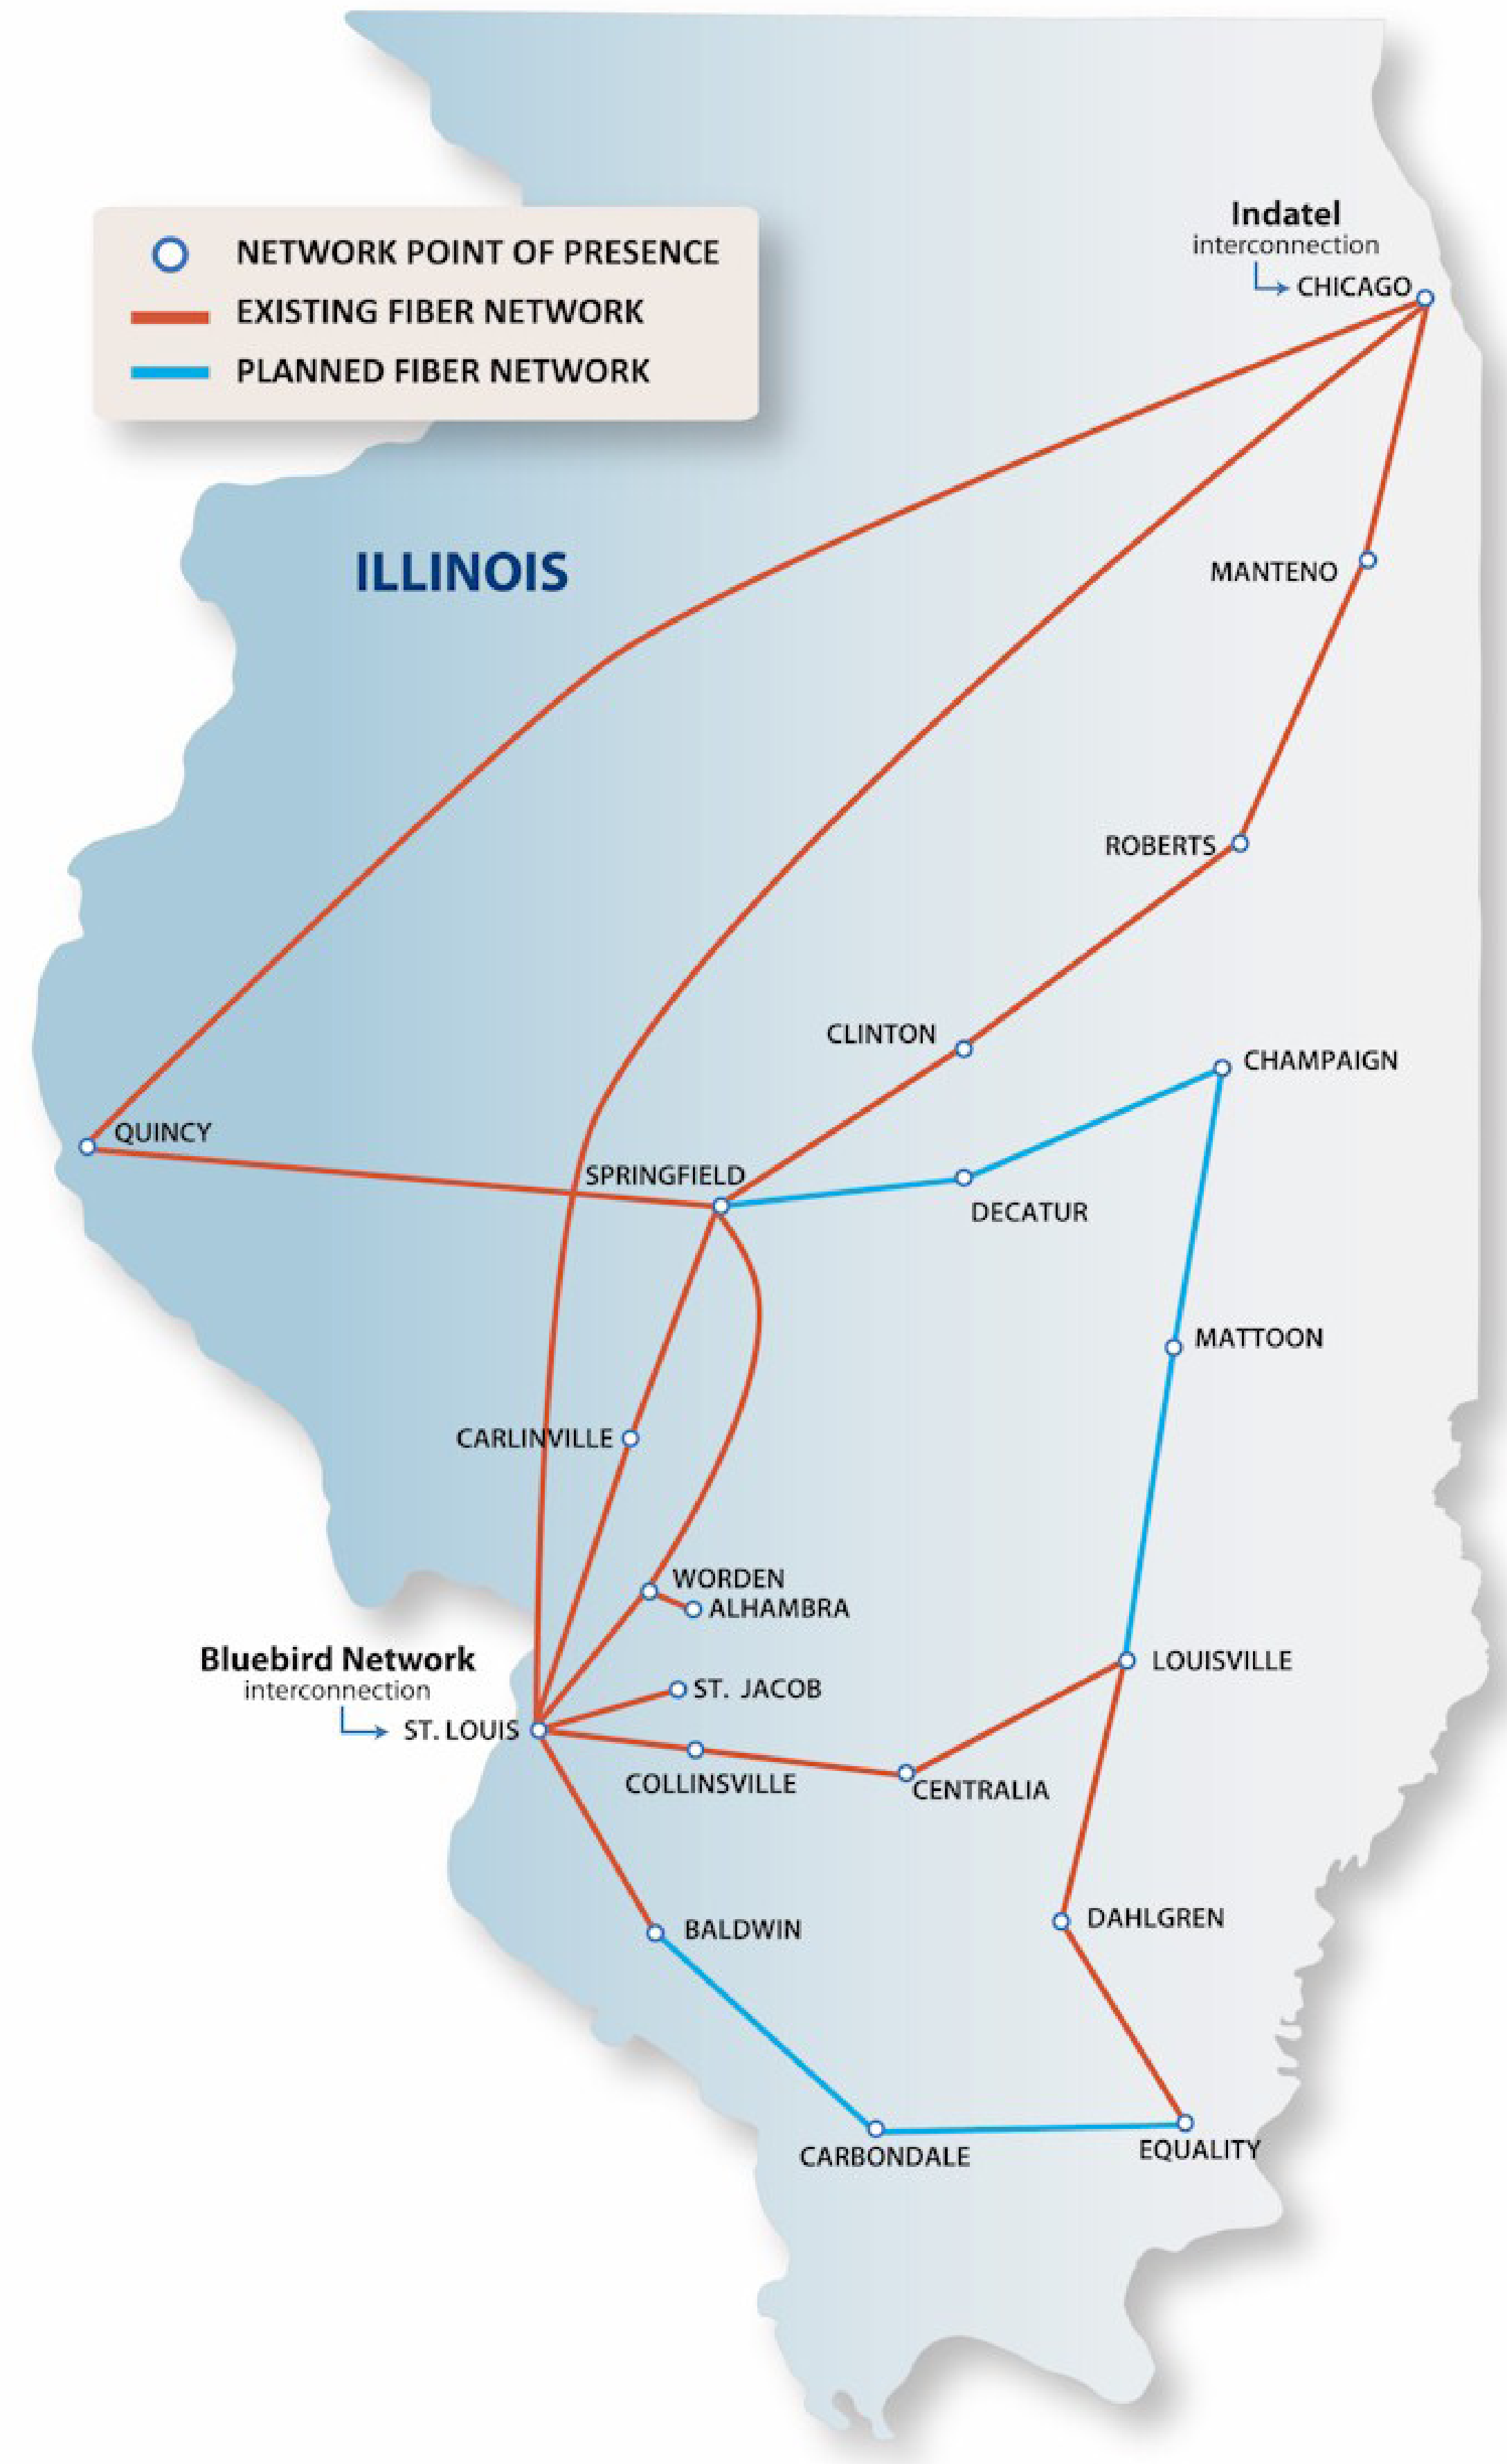 Indatel
interconnection
CHICAGO
NETWORK POINT OF PRESENCE
EXISTING FIBER NETWORK
PLANNED FIBER NETWORK
ILLINOIS
MANTENO
ROBERTS
CLINTON
CHAMPAIGN
QUINCY
SPRINGFIELD
DECATUR
MATTOON
CARLINVILLE
WORDEN
ALHAMBRA
Bluebird Network
interconnection
ST. LOUIS
LOUISVILLE
ST. JACOB
COLLINSVILLE
CENTRALIA
DAHLGREN
BALDWIN
CARBONDALE
EQUALITY